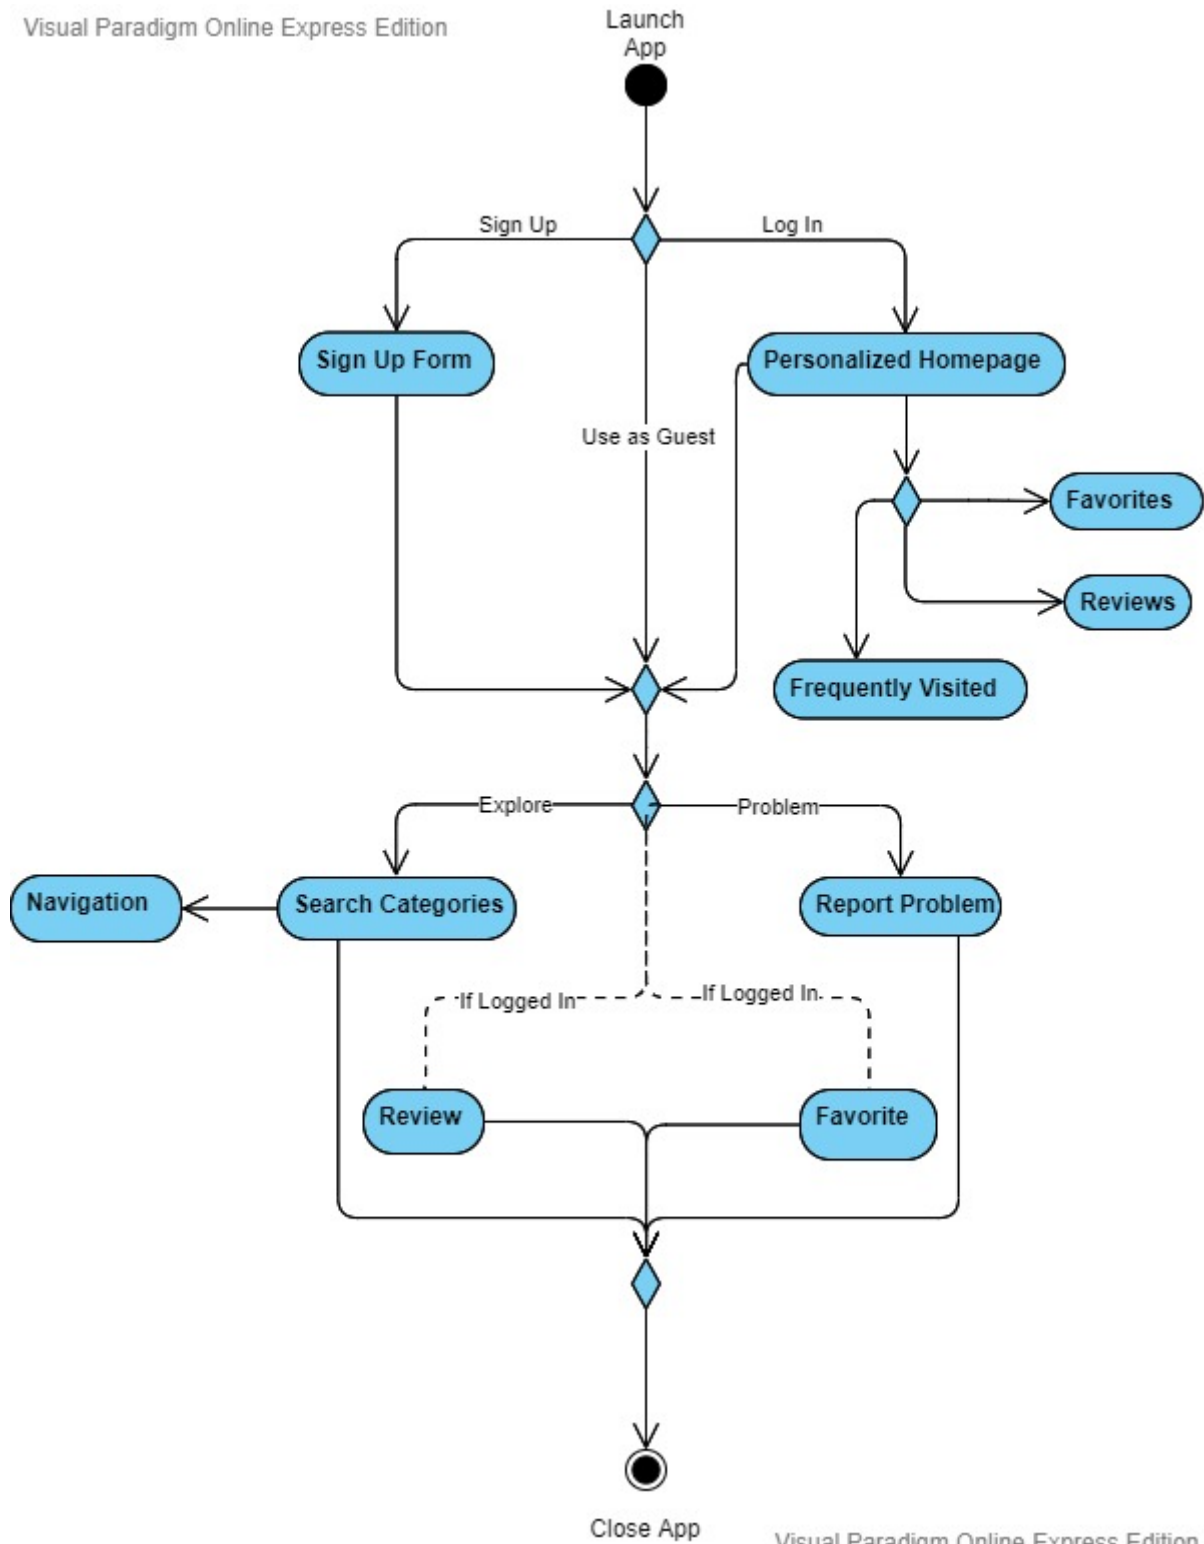 Visual Paradigm Online Express Edition
Launch
App
Sign Up
Log In
Sign Up Form
Personalized Homepage
Use as Guest
Favorites
Reviews
Frequently Visited
Explore
Problem
Navigation
Search Categories
Report Problem
If Logged In
If Logged In
Review
Favorite
Close App
Visual Paradigm Online Express Edition